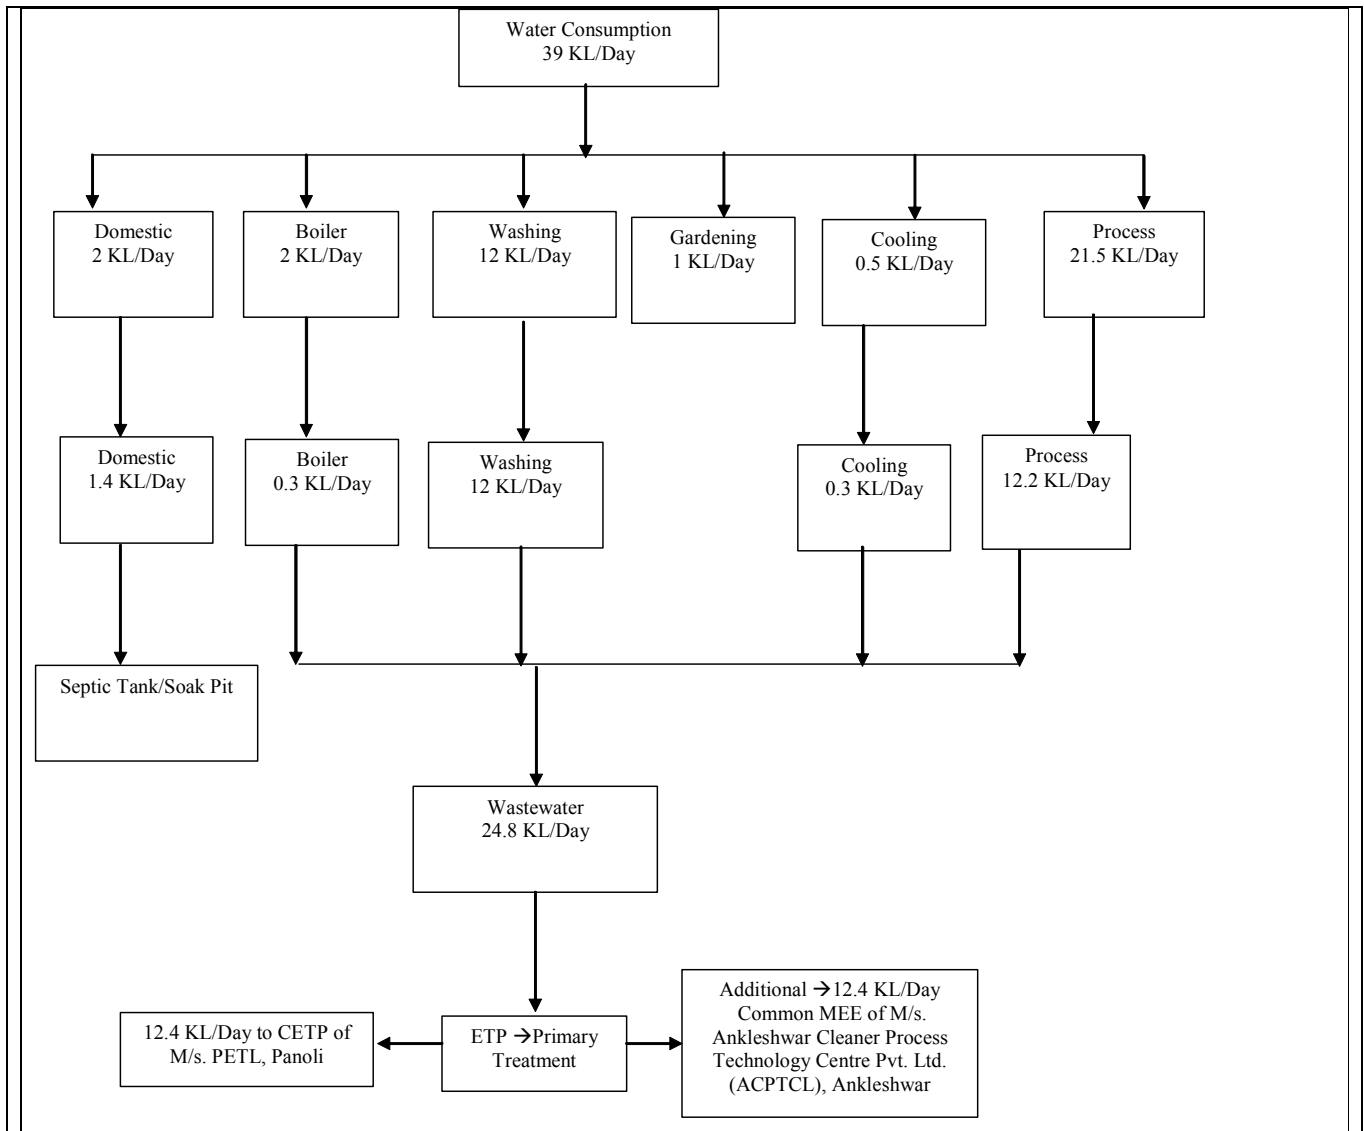 Water Consumption
39 KL/Day
Domestic
2 KL/Day
Boiler
2 KL/Day
Washing
12 KL/Day
Gardening
1 KL/Day
Cooling
0.5 KL/Day
Process
21.5 KL/Day
Domestic
1.4 KL/Day
Boiler
0.3 KL/Day
Washing
12 KL/Day
Cooling
0.3 KL/Day
Process
12.2 KL/Day
Septic Tank/Soak Pit
Wastewater
24.8 KL/Day
12.4 KL/Day to CETP of
M/s. PETL, Panoli
ETP →Primary
Treatment
Additional →12.4 KL/Day
Common MEE of M/s.
Ankleshwar Cleaner Process
Technology Centre Pvt. Ltd.
(ACPTCL), Ankleshwar